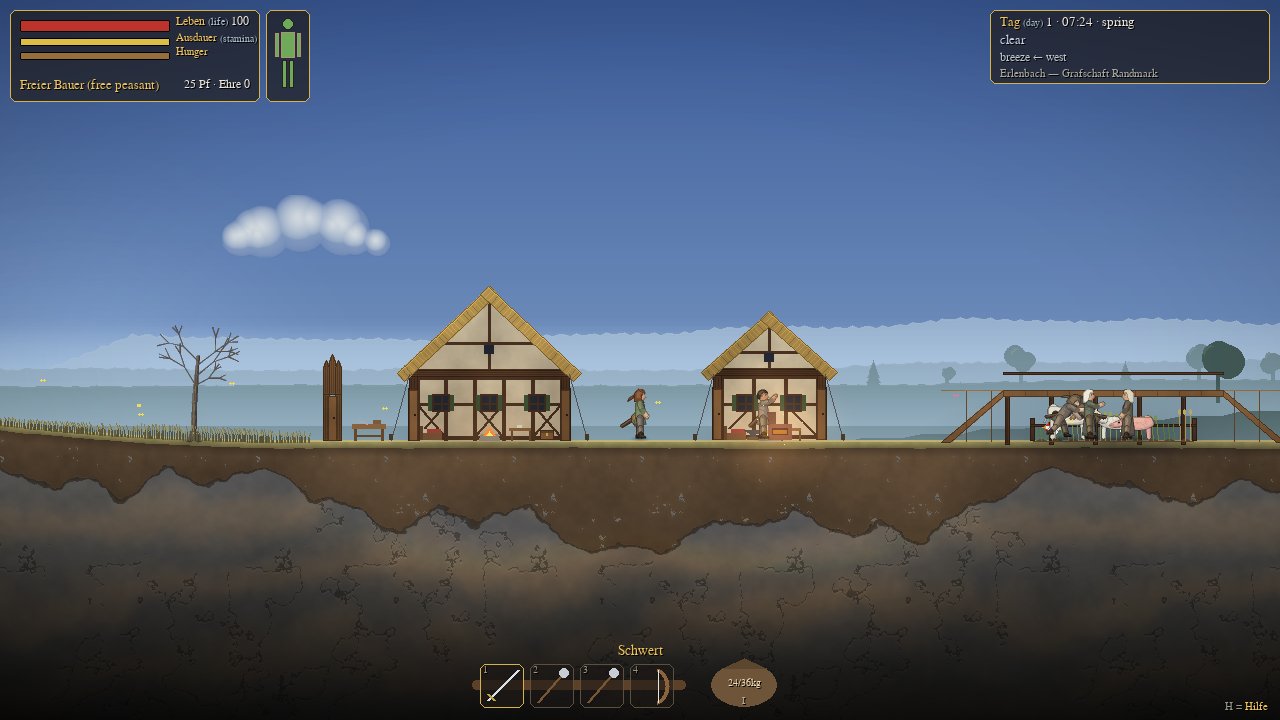 Leben (life) 100
Ausdauer (stamina)
Hunger
Freier Bauer (free peasant) 25 Pf · Ehre 0
Tag (day) 1 · 07:24 · spring
clear
breeze ← west
Erlenbach — Grafschaft Randmark
Schwert
1 2 3 4
24/36kg
I
H = Hilfe